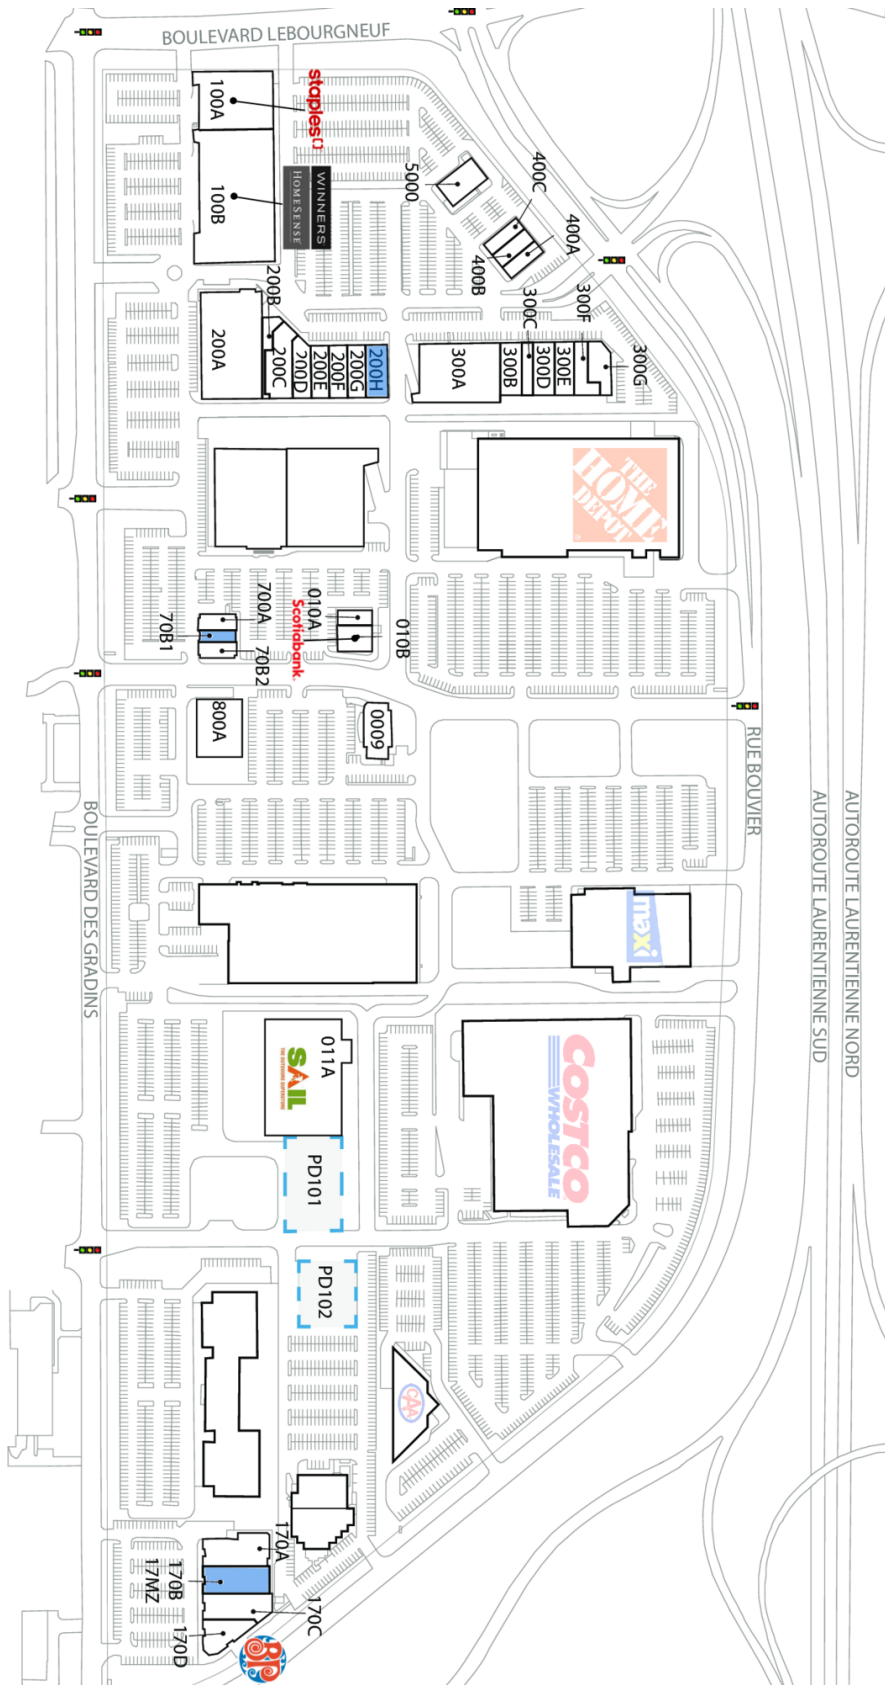 BOULEVARD LEBOURGNEUF
100A
staples
100B
WINNERS
HOMESENSE
5000
400C
400A
400B
300C
300F
300G
200B
200A
200C
200D
200E
200F
200G
200H
300A
300B
300D
300E
THE
HOME
DEPOT
700A
70B1
70B2
010A
Scotiabank
010B
800A
0009
RUE BOUVIER
BOULEVARD DES GRADINS
AUTOROUTE LAURENTIENNE NORD
AUTOROUTE LAURENTIENNE SUD
maxi
011A
SAIL
COSTCO
WHOLESALE
PD101
PD102
CAA
170A
170B
17MZ
170C
170D
BP